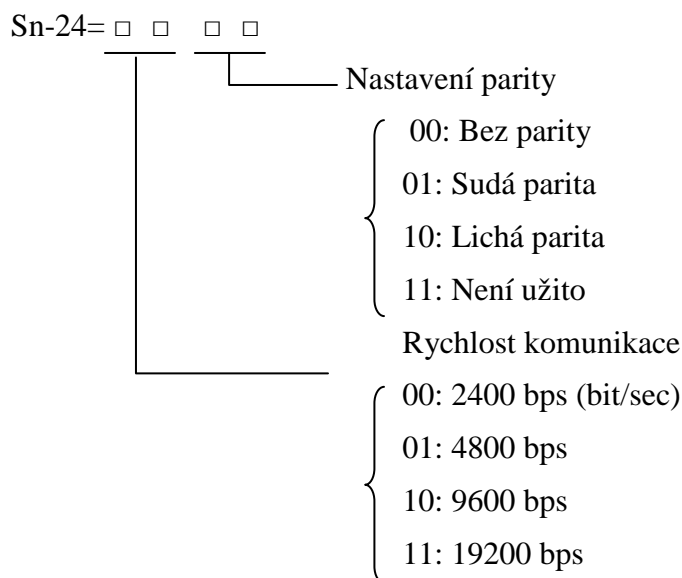 Sn-24= □ □ □ □
Nastavení parity
00: Bez parity
01: Sudá parita
10: Lichá parita
11: Není užito
Rychlost komunikace
00: 2400 bps (bit/sec)
01: 4800 bps
10: 9600 bps
11: 19200 bps